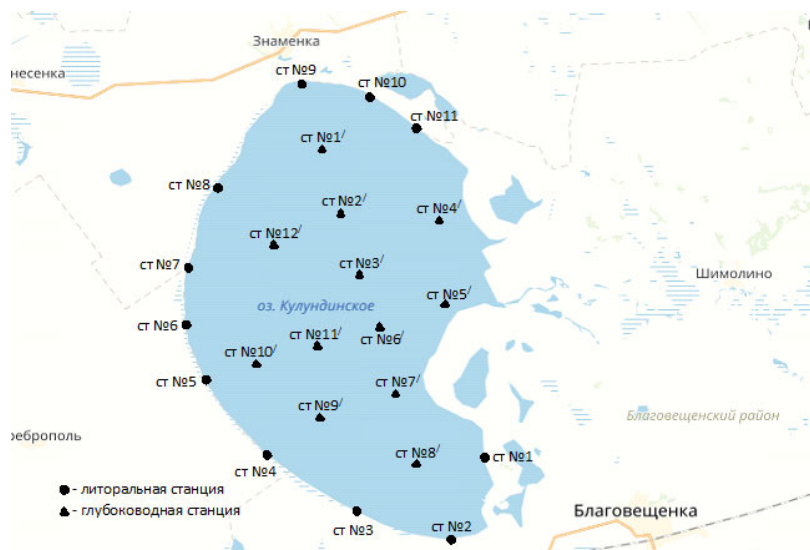 Знаменка
несенка
ст №9
ст №10
ст №11
ст №1/
ст №8
ст №2/
ст №4/
ст №12/
ст №7
ст №3/
Шимолино
ст №5/
оз. Кулундинское
ст №6
ст №11/
ст №6/
ст №10/
ст №5
ст №7/
ст №9/
Благовещенский район
реброполь
ст №4
ст №8/
ст №1
- литоральная станция
- глубоководная станция
ст №3
ст №2
Благовещенка